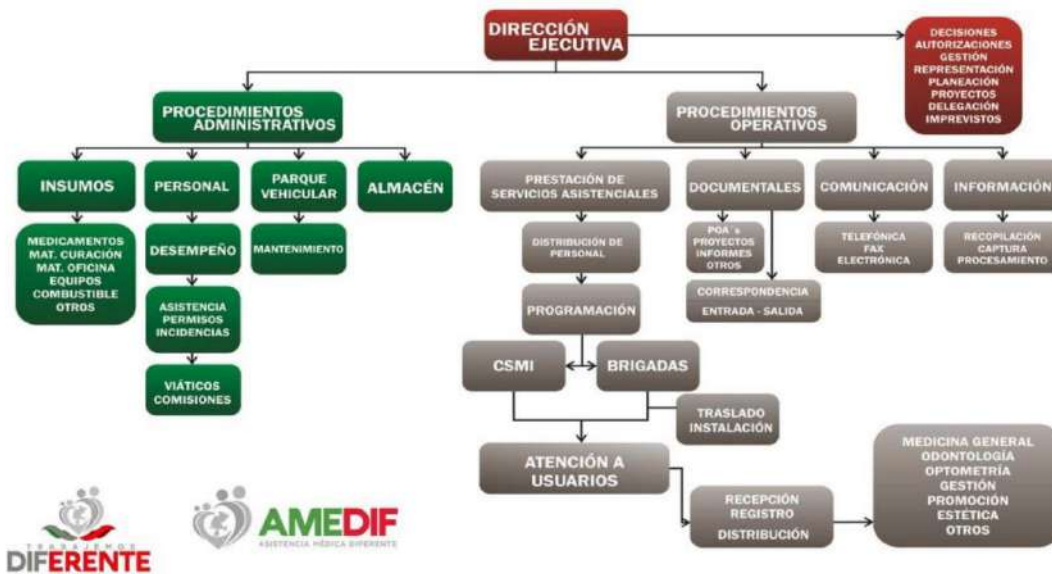 DIRECCIÓN
EJECUTIVA
DECISIONES
AUTORIZACIONES
GESTIÓN
REPRESENTACIÓN
PLANEACIÓN
PROYECTOS
DELEGACIÓN
IMPREVISTOS
PROCEDIMIENTOS
ADMINISTRATIVOS
PROCEDIMIENTOS
OPERATIVOS
INSUMOS
PERSONAL
PARQUE
VEHICULAR
ALMACÉN
PRESTACIÓN DE
SERVICIOS ASISTENCIALES
DOCUMENTALES
COMUNICACIÓN
INFORMACIÓN
MEDICAMENTOS
MAT. CURACIÓN
MAT. OFICINA
EQUIPOS
COMBUSTIBLE
OTROS
DESEMPEÑO
MANTENIMIENTO
DISTRIBUCIÓN DE
PERSONAL
POA´s
PROYECTOS
INFORMES
OTROS
TELEFÓNICA
FAX
ELECTRÓNICA
RECOPILACIÓN
CAPTURA
PROCESAMIENTO
ASISTENCIA
PERMISOS
INCIDENCIAS
PROGRAMACIÓN
CORRESPONDENCIA
ENTRADA - SALIDA
VIÁTICOS
COMISIONES
CSMI
BRIGADAS
TRASLADO
INSTALACIÓN
ATENCIÓN A
USUARIOS
RECEPCIÓN
REGISTRO
DISTRIBUCIÓN
MEDICINA GENERAL
ODONTOLOGÍA
OPTOMETRÍA
GESTIÓN
PROMOCIÓN
ESTÉTICA
OTROS
TRABAJEMOS
DIFERENTE
AMEDIF
ASISTENCIA MÉDICA DIFERENTE